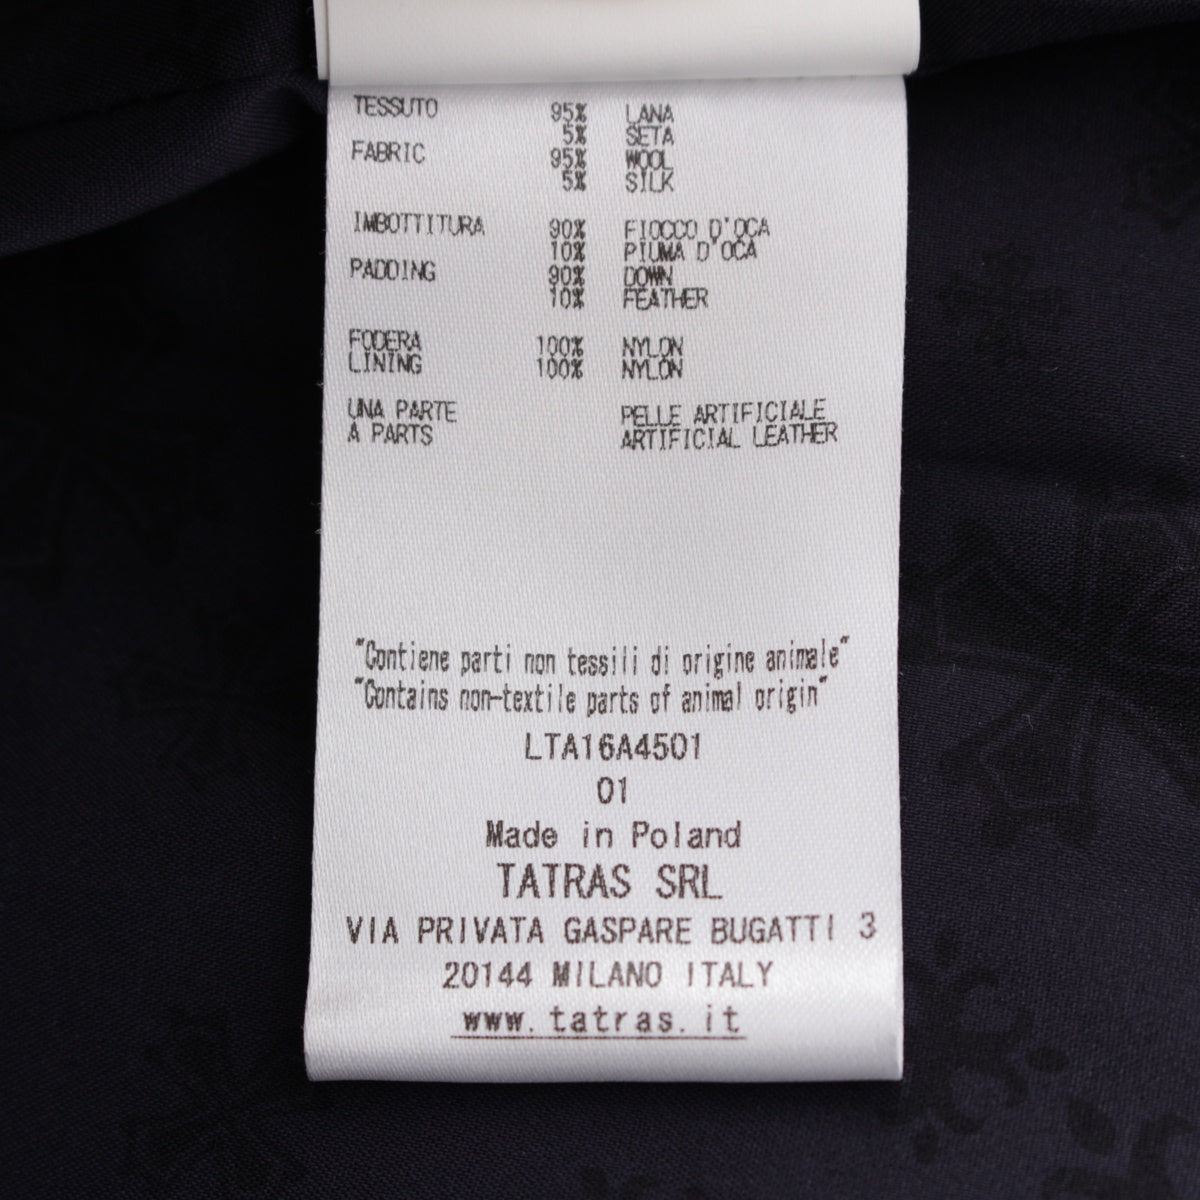 TESSUTO 95% LANA
5% SETA
FABRIC 95% WOOL
5% SILK
IMBOTTITURA 90% FIOCCO D'OCA
10% PIUMA D'OCA
PADDING 90% DOWN
10% FEATHER
FODERA 100% NYLON
LINING 100% NYLON
UNA PARTE PELLE ARTIFICIALE
A PARTS ARTIFICIAL LEATHER
"Contiene parti non tessili di origine animale"
"Contains non-textile parts of animal origin"
LTA16A4501
01
Made in Poland
TATRAS SRL
VIA PRIVATA GASPARE BUGATTI 3
20144 MILANO ITALY
www.tatras.it